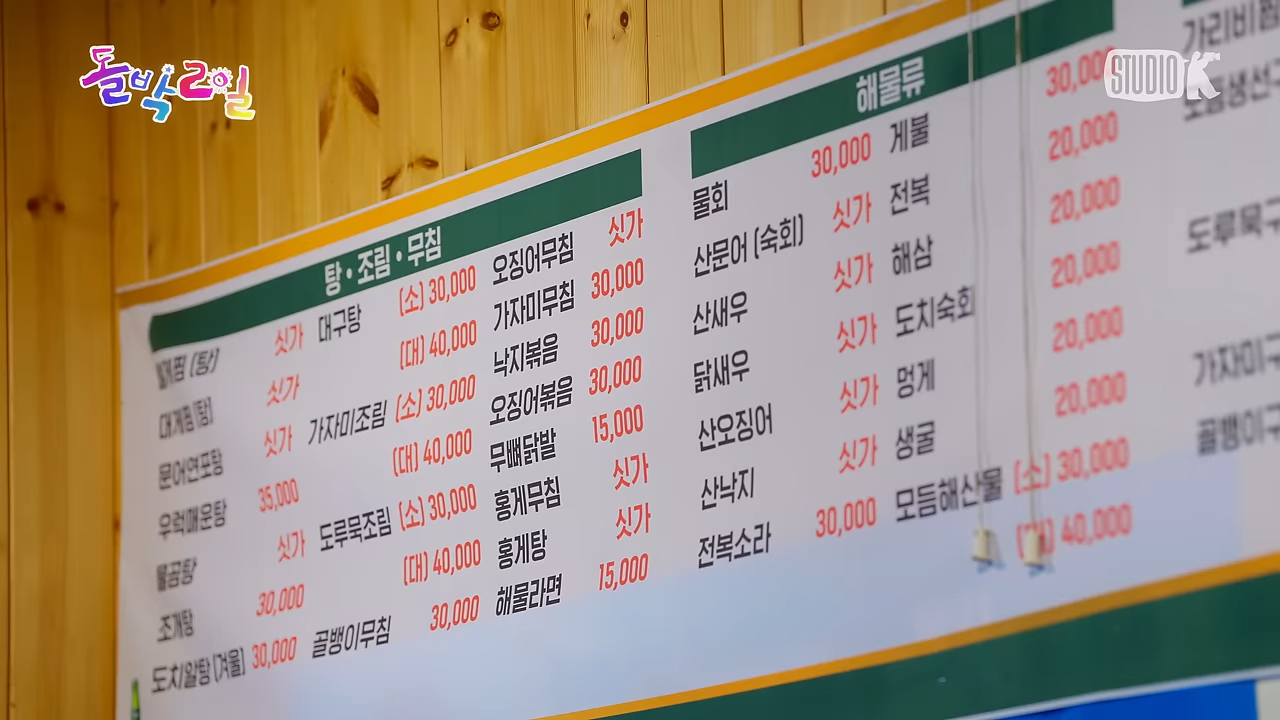 돌박2일
STUDIO K
탕·조림·무침
대게찜(탕) 싯가
문어연포탕 싯가
우럭매운탕 35,000
물곰탕 싯가
조개탕 30,000
도치알탕(겨울) 30,000
대구탕 (소) 30,000
(대) 40,000
가자미조림 (소) 30,000
(대) 40,000
도루묵조림 (소) 30,000
(대) 40,000
골뱅이무침 30,000
오징어무침 싯가
가자미무침 30,000
낙지볶음 30,000
오징어볶음 30,000
무뼈닭발 15,000
홍게무침 싯가
홍게탕 싯가
해물라면 15,000
해물류
물회 30,000
산문어 (숙회) 싯가
산새우 싯가
닭새우 싯가
산오징어 싯가
산낙지 싯가
전복소라 30,000
게불 30,000
전복 20,000
해삼 20,000
도치숙회 20,000
멍게 20,000
생굴 20,000
모듬해산물 (소) 30,000
(대) 40,000